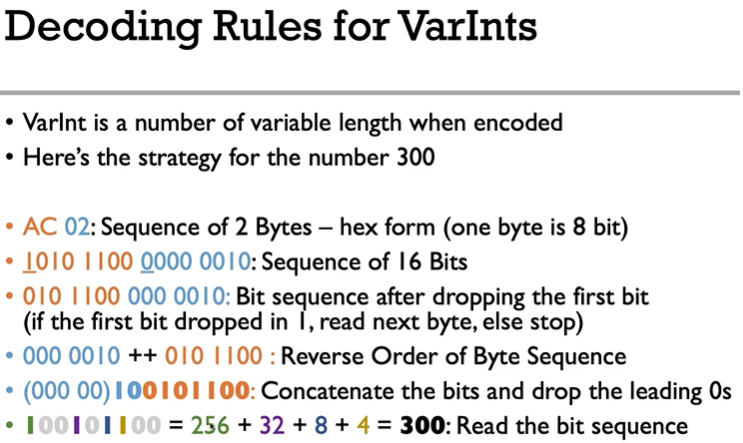 Decoding Rules for VarInts
• VarInt is a number of variable length when encoded
• Here's the strategy for the number 300
• AC 02: Sequence of 2 Bytes – hex form (one byte is 8 bit)
• 1010 1100 0000 0010: Sequence of 16 Bits
• 010 1100 000 0010: Bit sequence after dropping the first bit
(if the first bit dropped in 1, read next byte, else stop)
• 000 0010 ++ 010 1100 : Reverse Order of Byte Sequence
• (000 00)100101100: Concatenate the bits and drop the leading 0s
• 100101100 = 256 + 32 + 8 + 4 = 300: Read the bit sequence